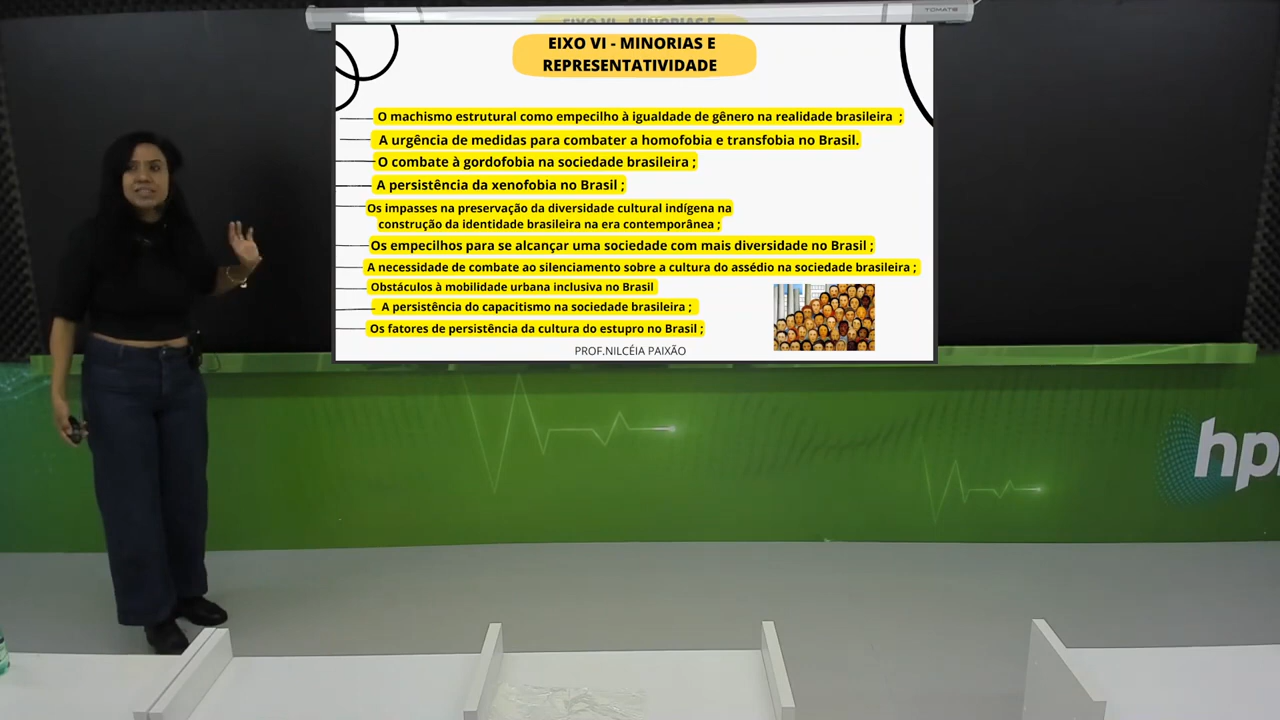 TOMATE
EIXO VI - MINORIAS E
EIXO VI - MINORIAS E
REPRESENTATIVIDADE
O machismo estrutural como empecilho à igualdade de gênero na realidade brasileira ;
A urgência de medidas para combater a homofobia e transfobia no Brasil.
O combate à gordofobia na sociedade brasileira ;
A persistência da xenofobia no Brasil ;
Os impasses na preservação da diversidade cultural indígena na
construção da identidade brasileira na era contemporânea ;
Os empecilhos para se alcançar uma sociedade com mais diversidade no Brasil ;
A necessidade de combate ao silenciamento sobre a cultura do assédio na sociedade brasileira ;
Obstáculos à mobilidade urbana inclusiva no Brasil
A persistência do capacitismo na sociedade brasileira ;
Os fatores de persistência da cultura do estupro no Brasil ;
PROF.NILCÉIA PAIXÃO
hp